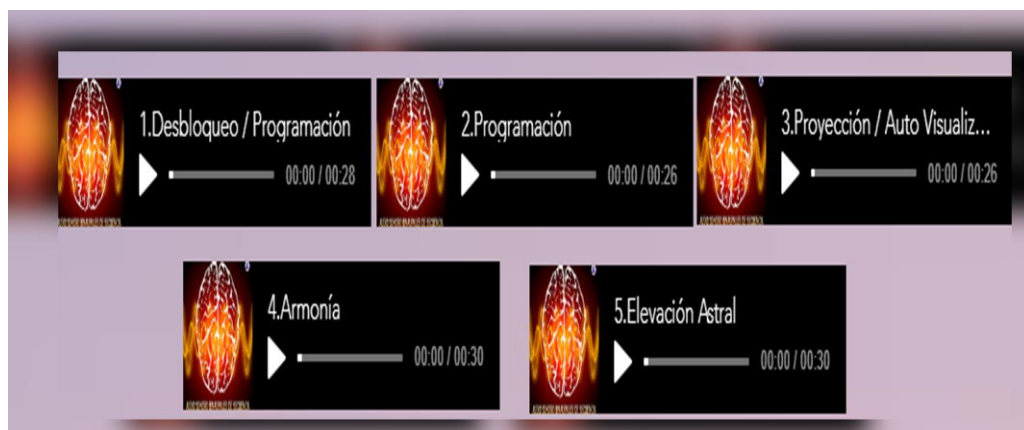 1.Desbloqueo / Programación
00:00 / 00:28
2.Programación
00:00 / 00:26
3.Proyección / Auto Visualiz...
00:00 / 00:26
4.Armonía
00:00 / 00:30
5.Elevación Astral
00:00 / 00:30